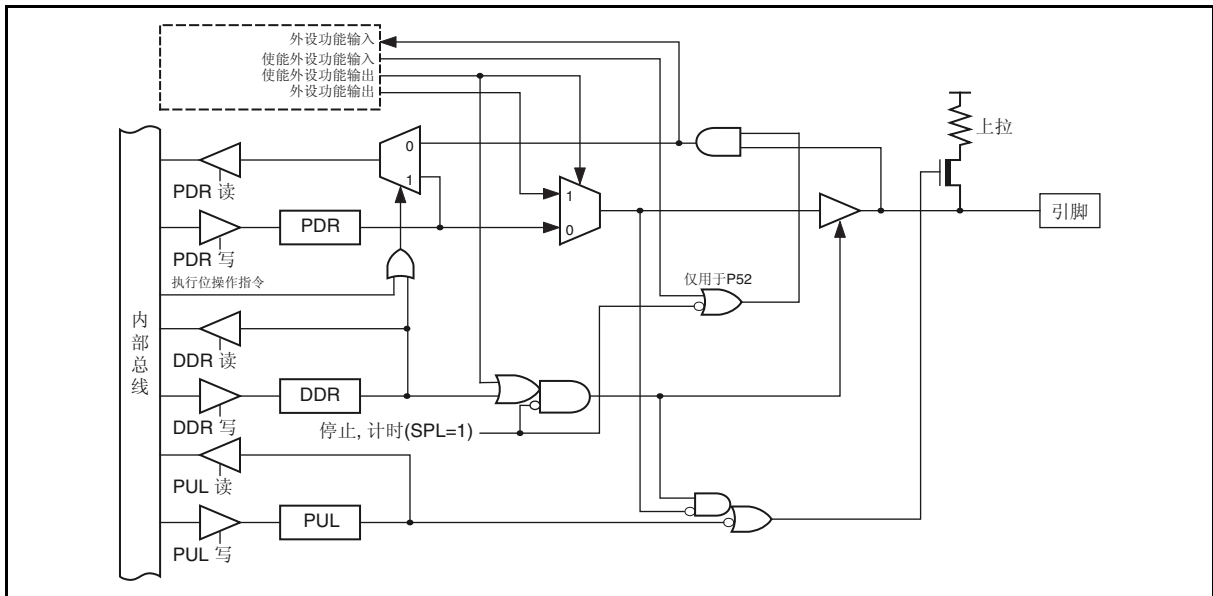 外设功能输入
使能外设功能输入
使能外设功能输出
外设功能输出
上拉
0
1
PDR 读
1
0
PDR
引脚
PDR 写
执行位操作指令
仅用于P52
内部总线
DDR 读
DDR
DDR 写
停止, 计时(SPL=1)
PUL 读
PUL
PUL 写